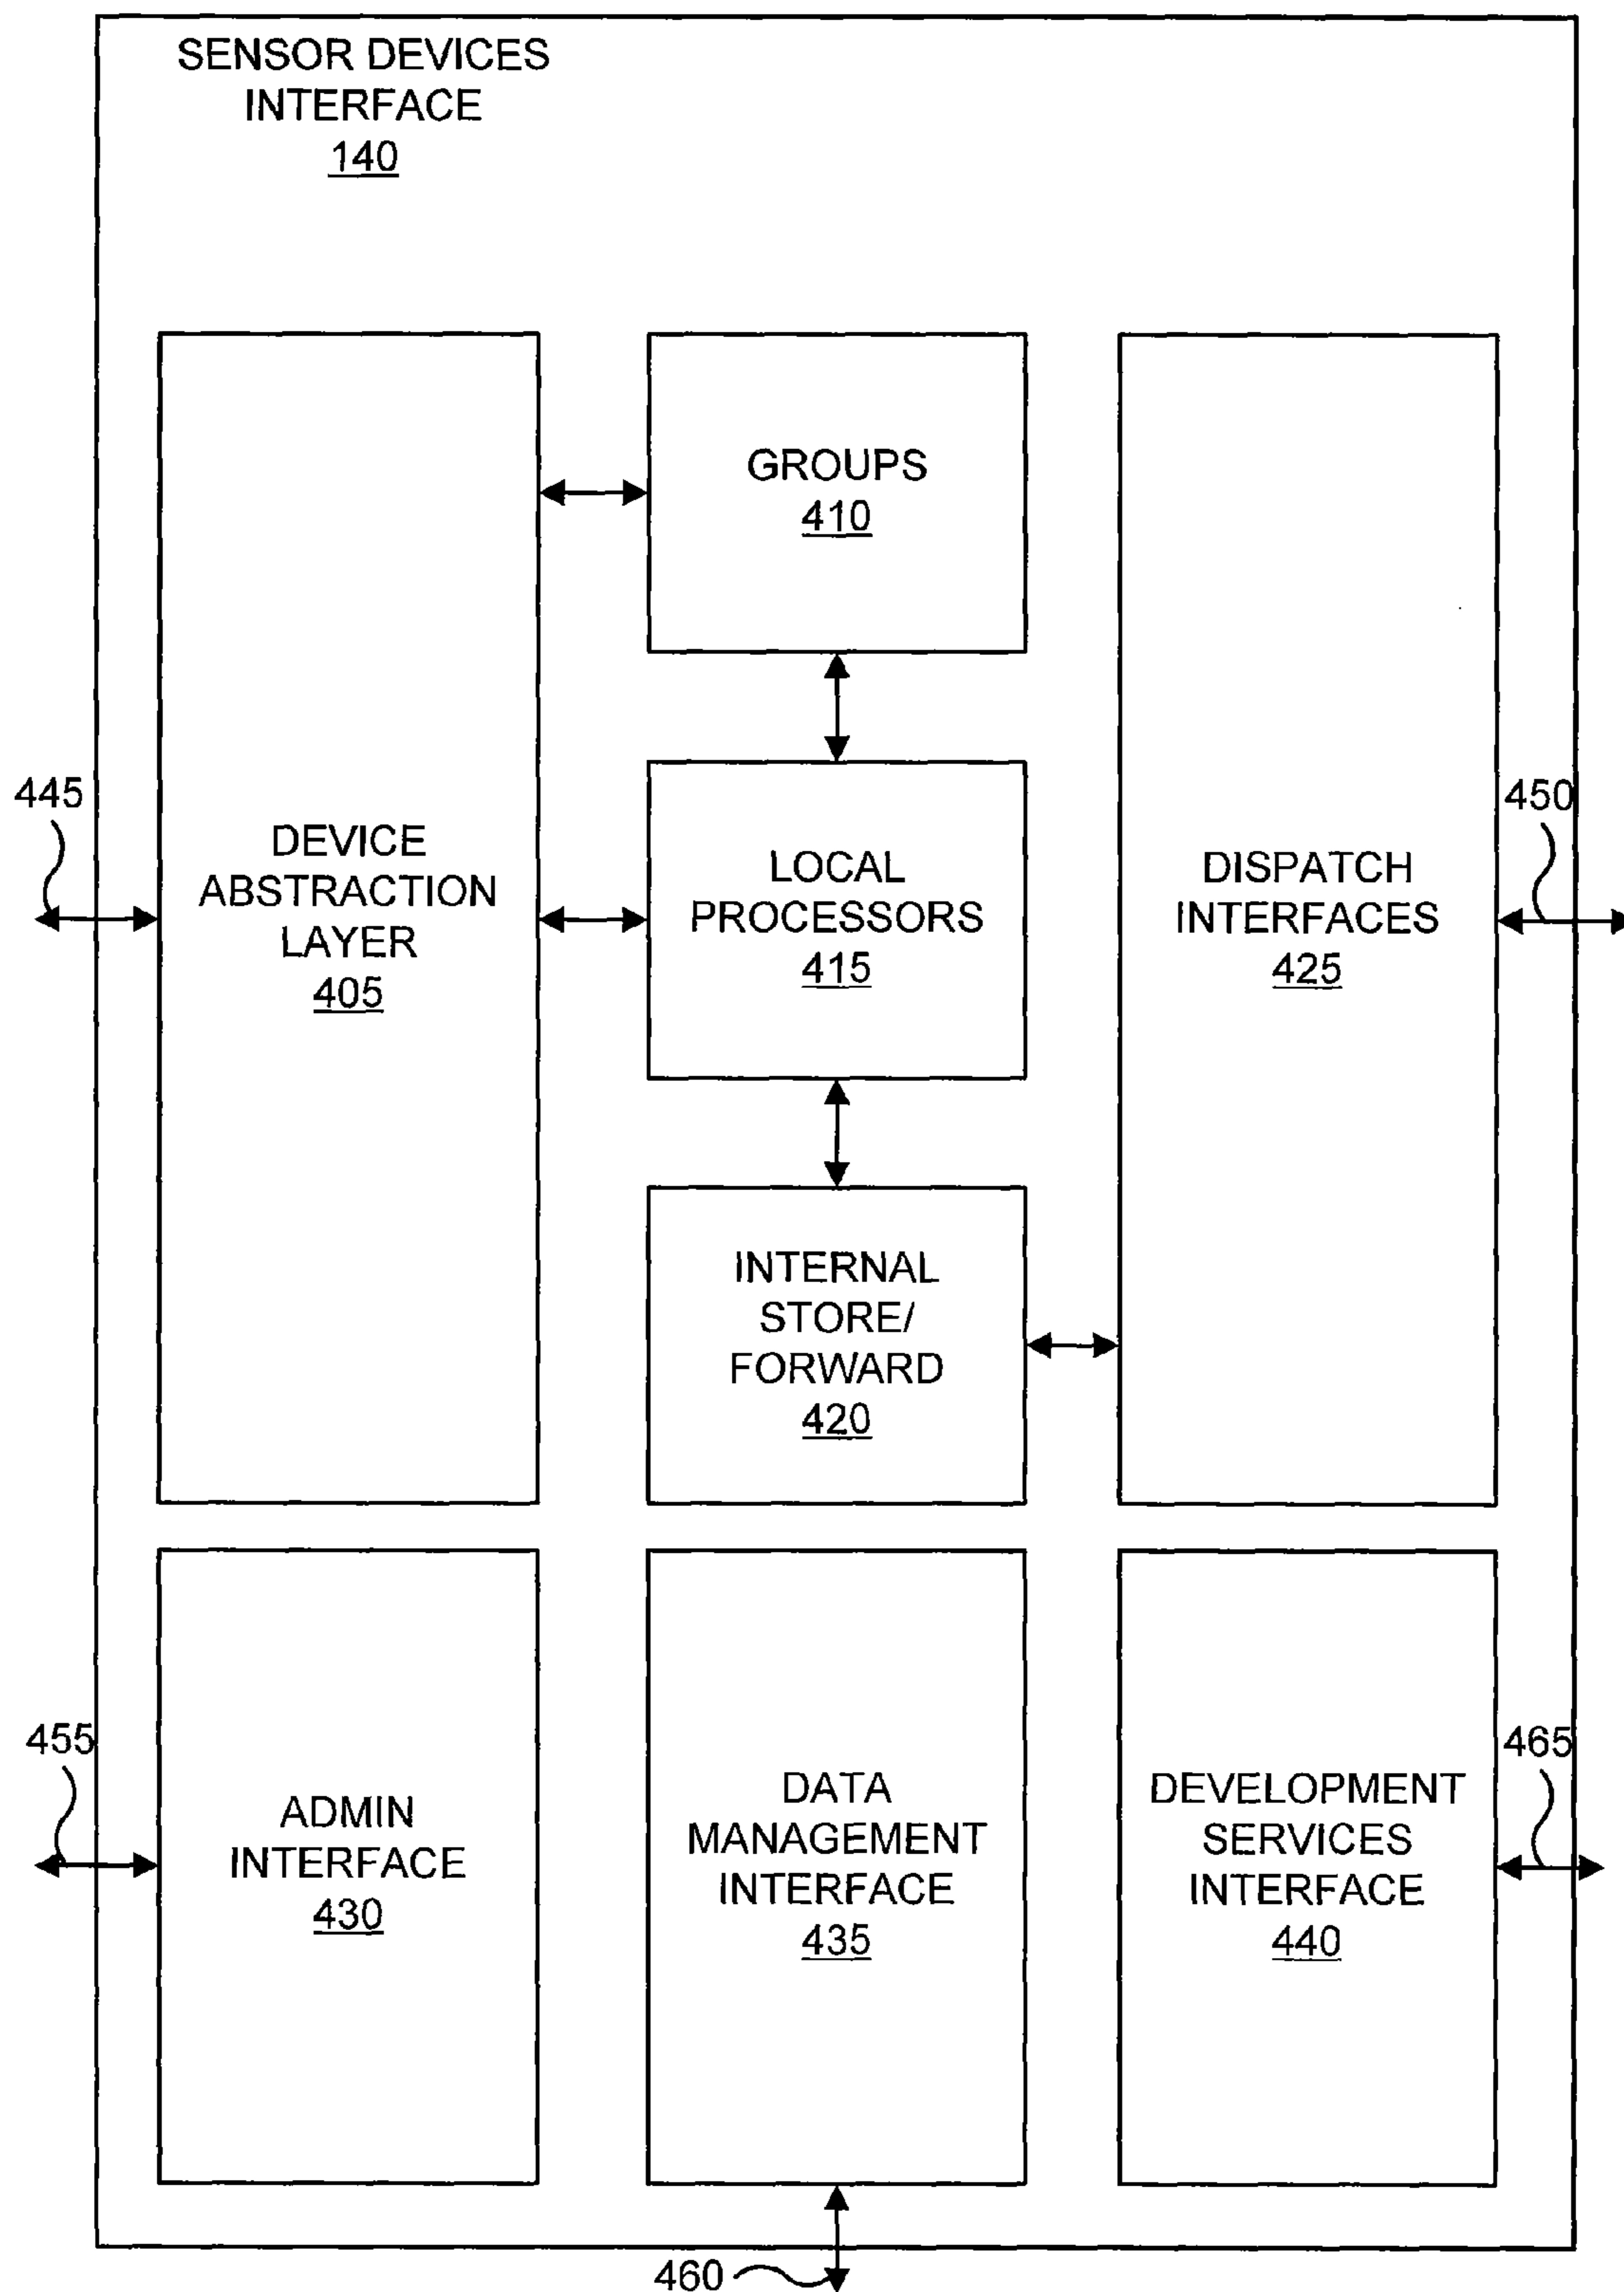 SENSOR DEVICES
INTERFACE
140
GROUPS
410
445
450
DEVICE
ABSTRACTION
LAYER
405
LOCAL
PROCESSORS
415
DISPATCH
INTERFACES
425
INTERNAL
STORE/
FORWARD
420
455
465
ADMIN
INTERFACE
430
DATA
MANAGEMENT
INTERFACE
435
DEVELOPMENT
SERVICES
INTERFACE
440
460